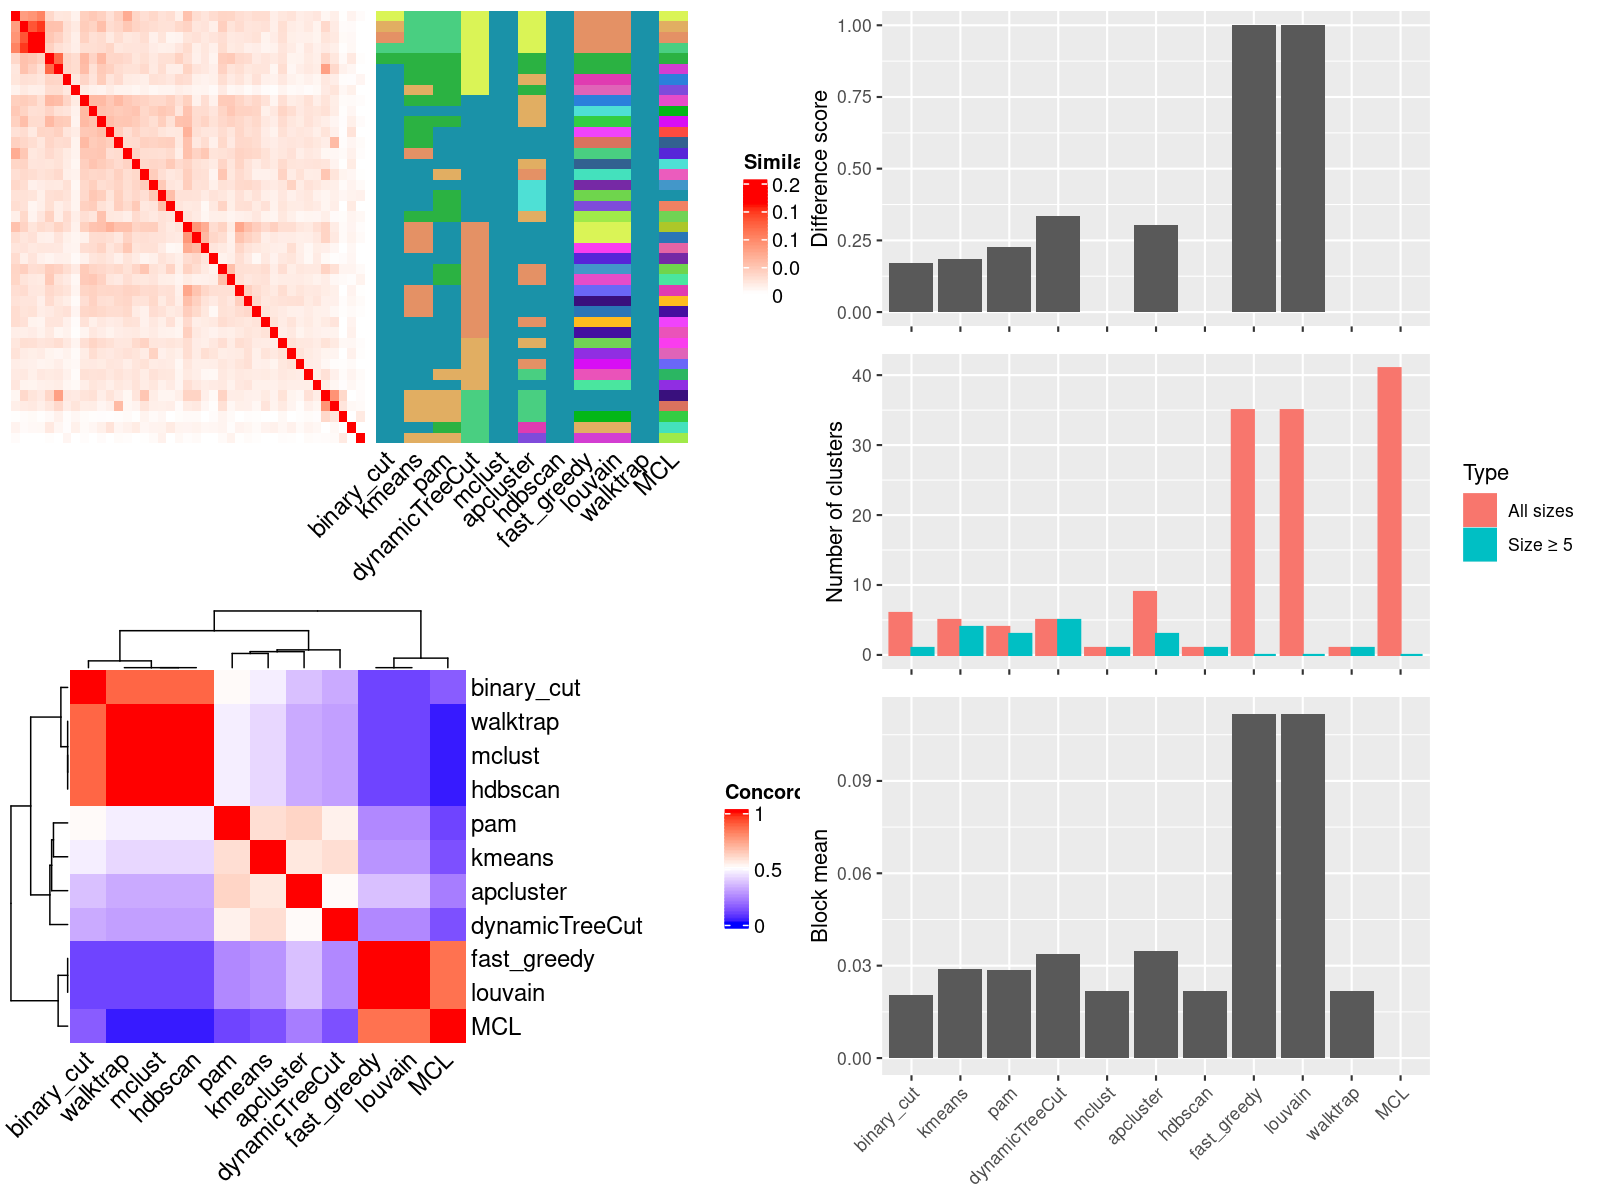 Simila
0.2
0.1
0.1
0.0
0
binary_cut
kmeans
pam
dynamicTreeCut
mclust
apcluster
hdbscan
fast_greedy
louvain
walktrap
MCL
binary_cut
walktrap
mclust
hdbscan
pam
kmeans
apcluster
dynamicTreeCut
fast_greedy
louvain
MCL
binary_cut
walktrap
mclust
hdbscan
pam
kmeans
apcluster
dynamicTreeCut
fast_greedy
louvain
MCL
Concord
1
0.5
0
Difference score
1.00
0.75
0.50
0.25
0.00
Number of clusters
40
30
20
10
0
Type
All sizes
Size ≥ 5
Block mean
0.09
0.06
0.03
0.00
binary_cut
kmeans
pam
dynamicTreeCut
mclust
apcluster
hdbscan
fast_greedy
louvain
walktrap
MCL